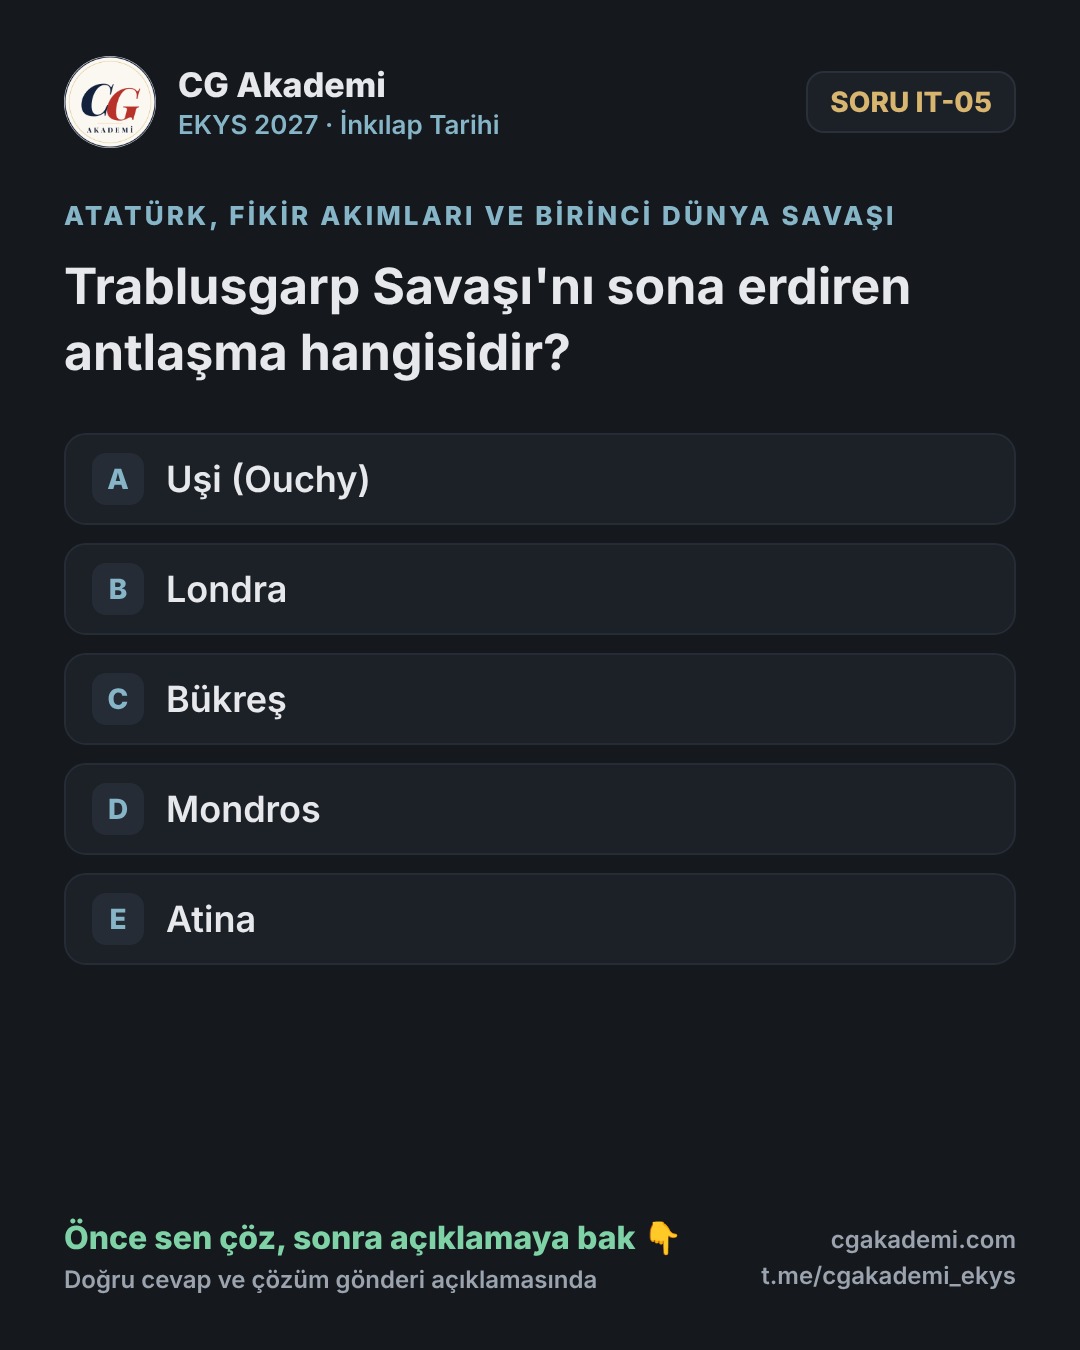 CG
AKADEMİ
CG Akademi
EKYS 2027 · İnkılap Tarihi
SORU IT-05
ATATÜRK, FİKİR AKIMLARI VE BİRİNCİ DÜNYA SAVAŞI
Trablusgarp Savaşı'nı sona erdiren
antlaşma hangisidir?
A Uşi (Ouchy)
B Londra
C Bükreş
D Mondros
E Atina
Önce sen çöz, sonra açıklamaya bak 👇
Doğru cevap ve çözüm gönderi açıklamasında
cgakademi.com
t.me/cgakademi_ekys